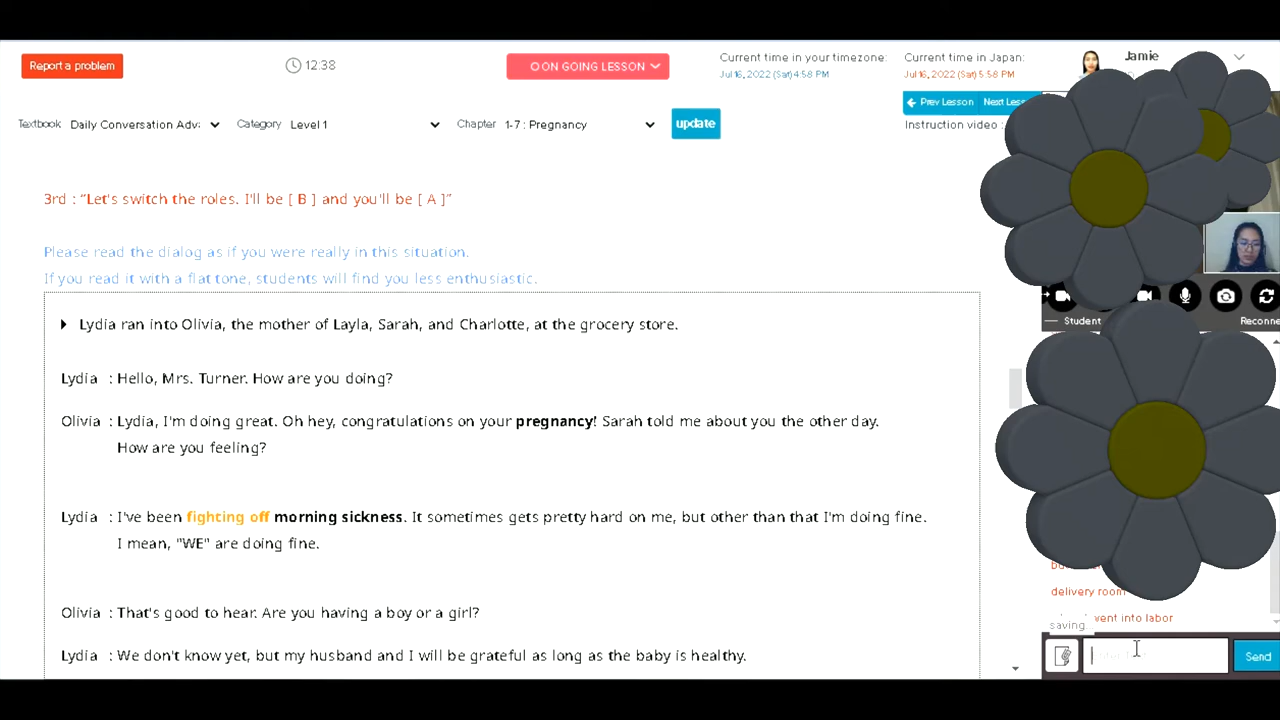 Report a problem
12:38
O ON GOING LESSON
Current time in your timezone:
Jul 16, 2022 (Sat) 4:58 PM
Current time in Japan:
Jul 16, 2022 (Sat) 5:58 PM
Jamie
Prev Lesson
Next Less
Textbook
Daily Conversation Adv
Category
Level 1
Chapter
1-7 : Pregnancy
update
Instruction video :
3rd : "Let's switch the roles. I'll be [ B ] and you'll be [ A ]"
Please read the dialog as if you were really in this situation.
If you read it with a flat tone, students will find you less enthusiastic.
Lydia ran into Olivia, the mother of Layla, Sarah, and Charlotte, at the grocery store.
Lydia : Hello, Mrs. Turner. How are you doing?
Olivia : Lydia, I'm doing great. Oh hey, congratulations on your pregnancy! Sarah told me about you the other day.
How are you feeling?
Lydia : I've been fighting off morning sickness. It sometimes gets pretty hard on me, but other than that I'm doing fine.
I mean, "WE" are doing fine.
Olivia : That's good to hear. Are you having a boy or a girl?
Lydia : We don't know yet, but my husband and I will be grateful as long as the baby is healthy.
Student
Reconne
delivery room
went into labor
saving..
Send